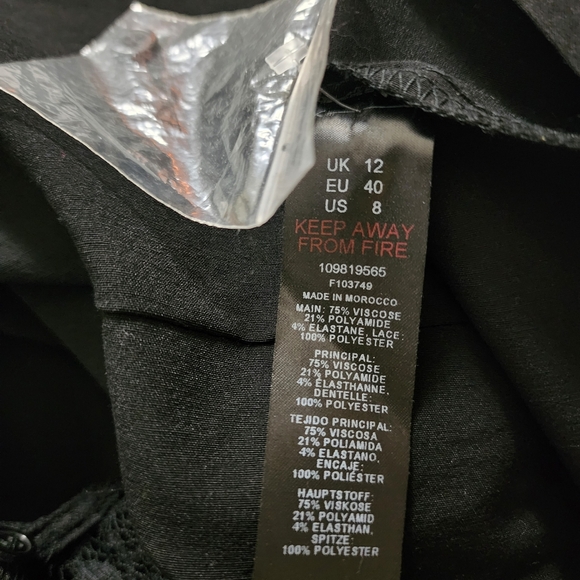 UK 12
EU 40
US 8
KEEP AWAY
FROM FIRE
109819565
F103749
MADE IN MOROCCO
MAIN: 75% VISCOSE
21% POLYAMIDE
4% ELASTANE, LACE:
100% POLYESTER
PRINCIPAL:
75% VISCOSE
21% POLYAMIDE
4% ÉLASTHANNE,
DENTELLE:
100% POLYESTER
TEJIDO PRINCIPAL:
75% VISCOSA
21% POLIAMIDA
4% ELASTANO,
ENCAJE:
100% POLIÉSTER
HAUPTSTOFF:
75% VISKOSE
21% POLYAMID
4% ELASTHAN,
SPITZE:
100% POLYESTER